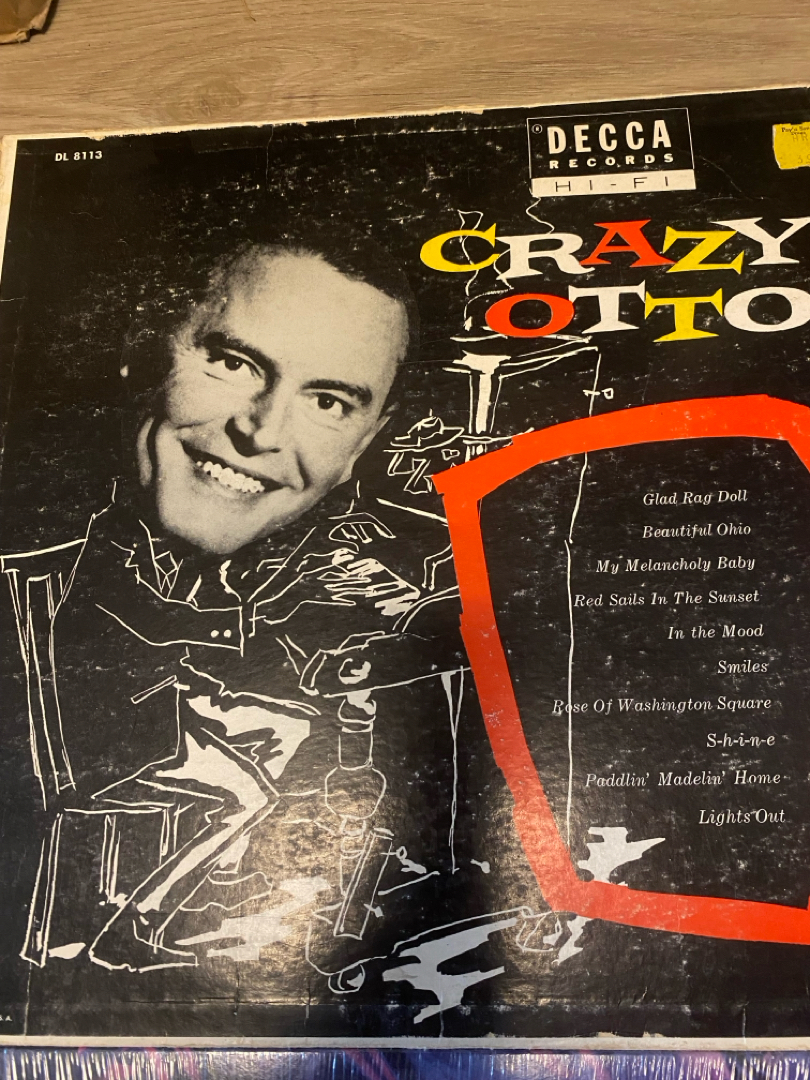 DL 8113
® DECCA
RECORDS
HI-FI
CRAZY
OTTO
Glad Rag Doll
Beautiful Ohio
My Melancholy Baby
Red Sails In The Sunset
In the Mood
Smiles
Rose Of Washington Square
S-h-i-n-e
Paddlin' Madelin' Home
Lights Out